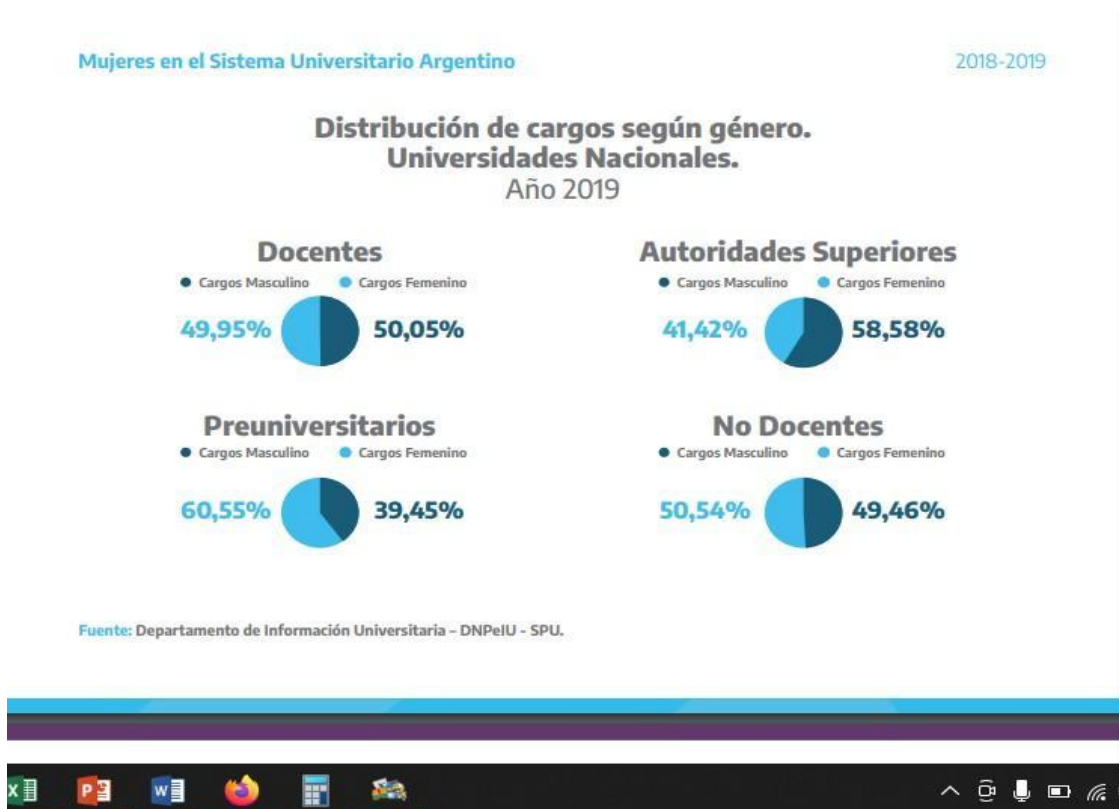 Mujeres en el Sistema Universitario Argentino
2018-2019
Distribución de cargos según género.
Universidades Nacionales.
Año 2019
Docentes
Cargos Masculino Cargos Femenino
49,95% 50,05%
Autoridades Superiores
Cargos Masculino Cargos Femenino
41,42% 58,58%
Preuniversitarios
Cargos Masculino Cargos Femenino
60,55% 39,45%
No Docentes
Cargos Masculino Cargos Femenino
50,54% 49,46%
Fuente: Departamento de Información Universitaria – DNPeIU - SPU.